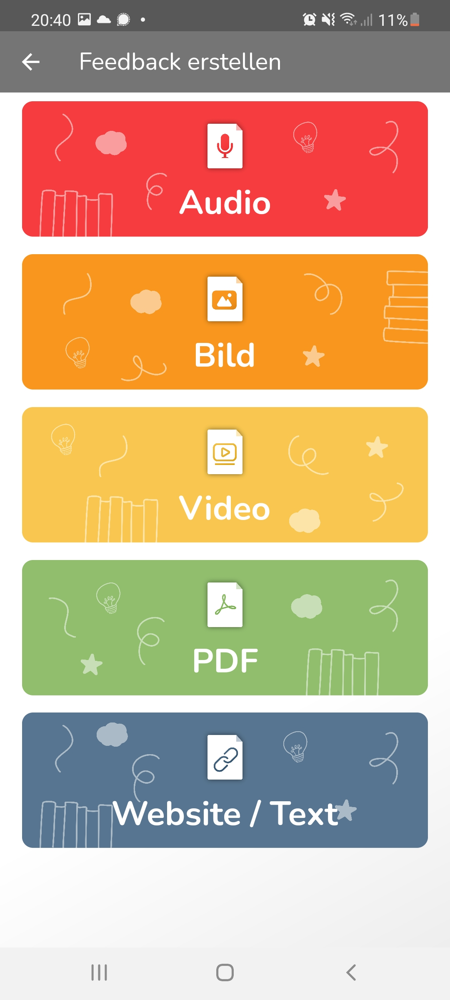 20:40 11%
Feedback erstellen
Audio
Bild
Video
PDF
Website / Text